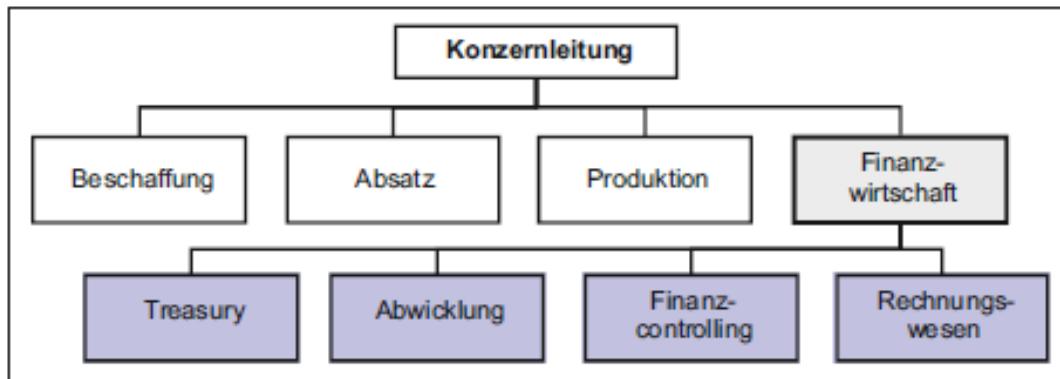 Konzernleitung
Beschaffung
Absatz
Produktion
Finanz-
wirtschaft
Treasury
Abwicklung
Finanz-
controlling
Rechnungs-
wesen